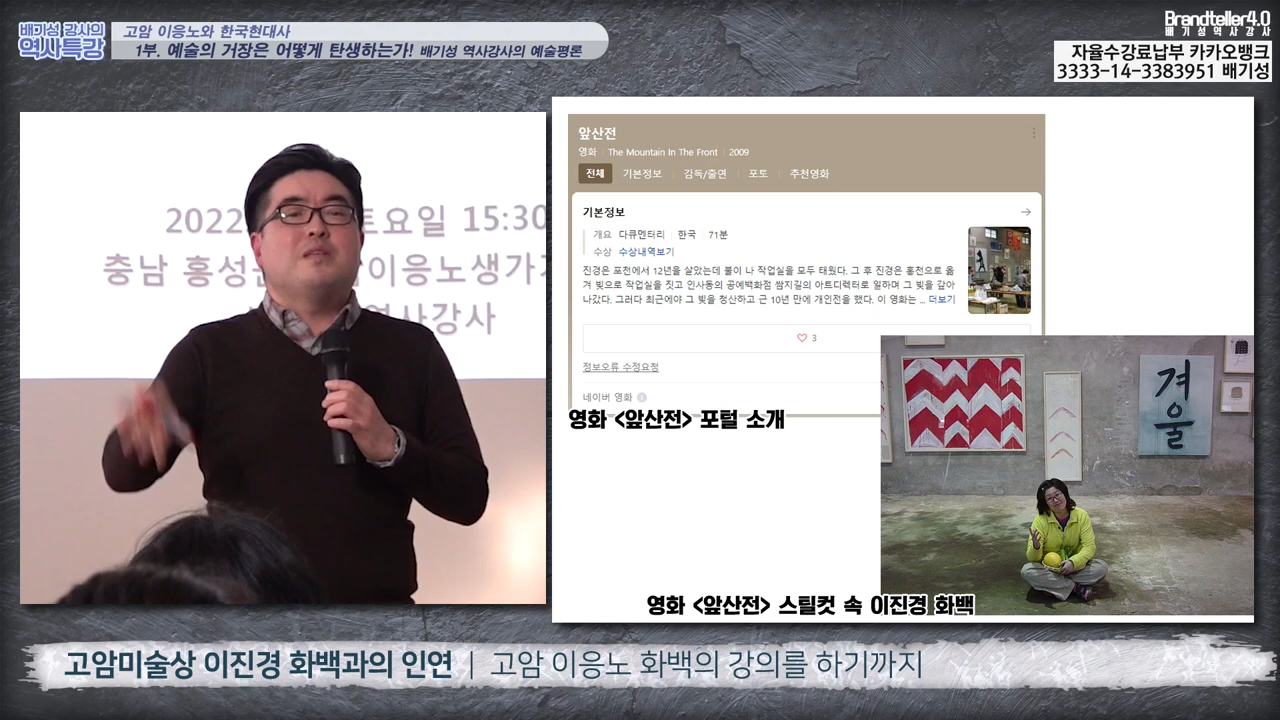 배기성 강사의
역사특강
고암 이응노와 한국현대사
1부. 예술의 거장은 어떻게 탄생하는가! 배기성 역사강사의 예술평론
Brandteller4.0
배기성역사강사
자율수강료납부 카카오뱅크
3333-14-3383951 배기성
2022 토요일 15:30
충남 홍성 이응노생가
역사강사
앞산전
영화 The Mountain In The Front 2009
전체 기본정보 감독/출연 포토 추천영화
기본정보
개요 다큐멘터리 한국 71분
수상 수상내역보기
진경은 포천에서 12년을 살았는데 불이 나 작업실을 모두 태웠다. 그 후 진경은 홍천으로 옮
겨 빚으로 작업실을 짓고 인사동의 공예백화점 쌈지길의 아트디렉터로 일하며 그 빚을 갚아
나갔다. 그러다 최근에야 그 빚을 청산하고 근 10년 만에 개인전을 했다. 이 영화는 ... 더보기
3
정보오류 수정요청
네이버 영화
영화 <앞산전> 포털 소개
겨울
영화 <앞산전> 스틸컷 속 이진경 화백
고암미술상 이진경 화백과의 인연 | 고암 이응노 화백의 강의를 하기까지